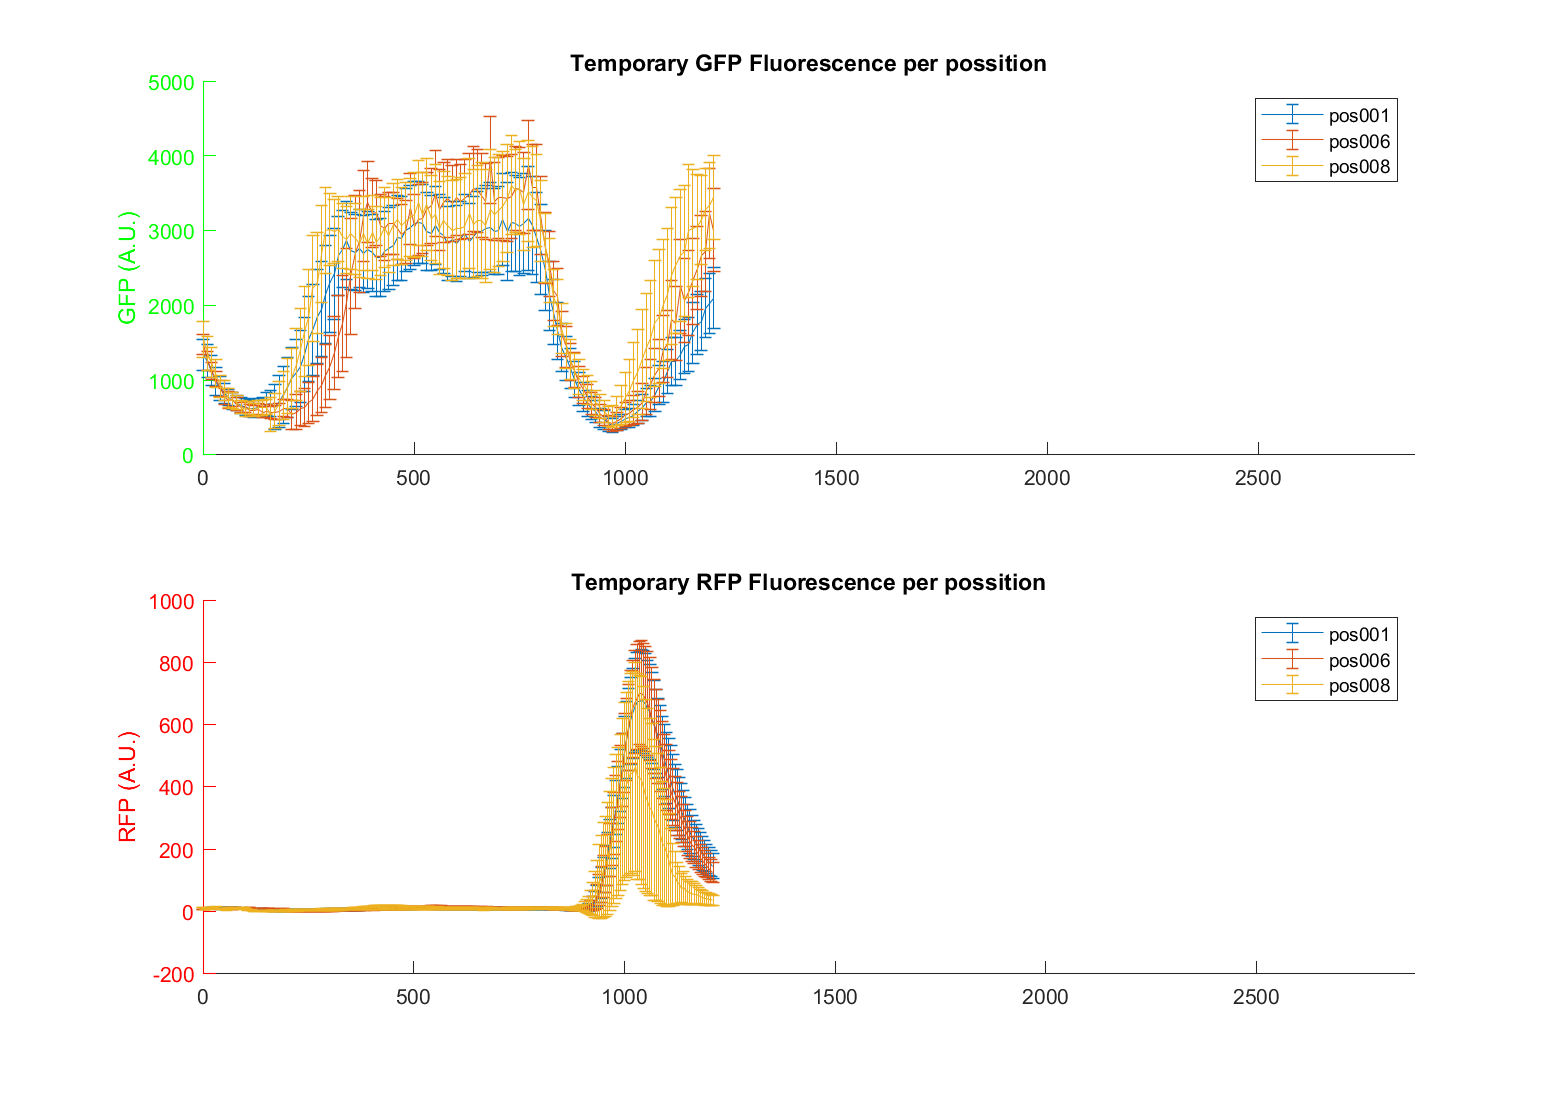 Temporary GFP Fluorescence per possition
5000
4000
3000
2000
1000
0
GFP (A.U.)
0 500 1000 1500 2000 2500
pos001
pos006
pos008
Temporary RFP Fluorescence per possition
1000
800
600
400
200
0
-200
RFP (A.U.)
0 500 1000 1500 2000 2500
pos001
pos006
pos008